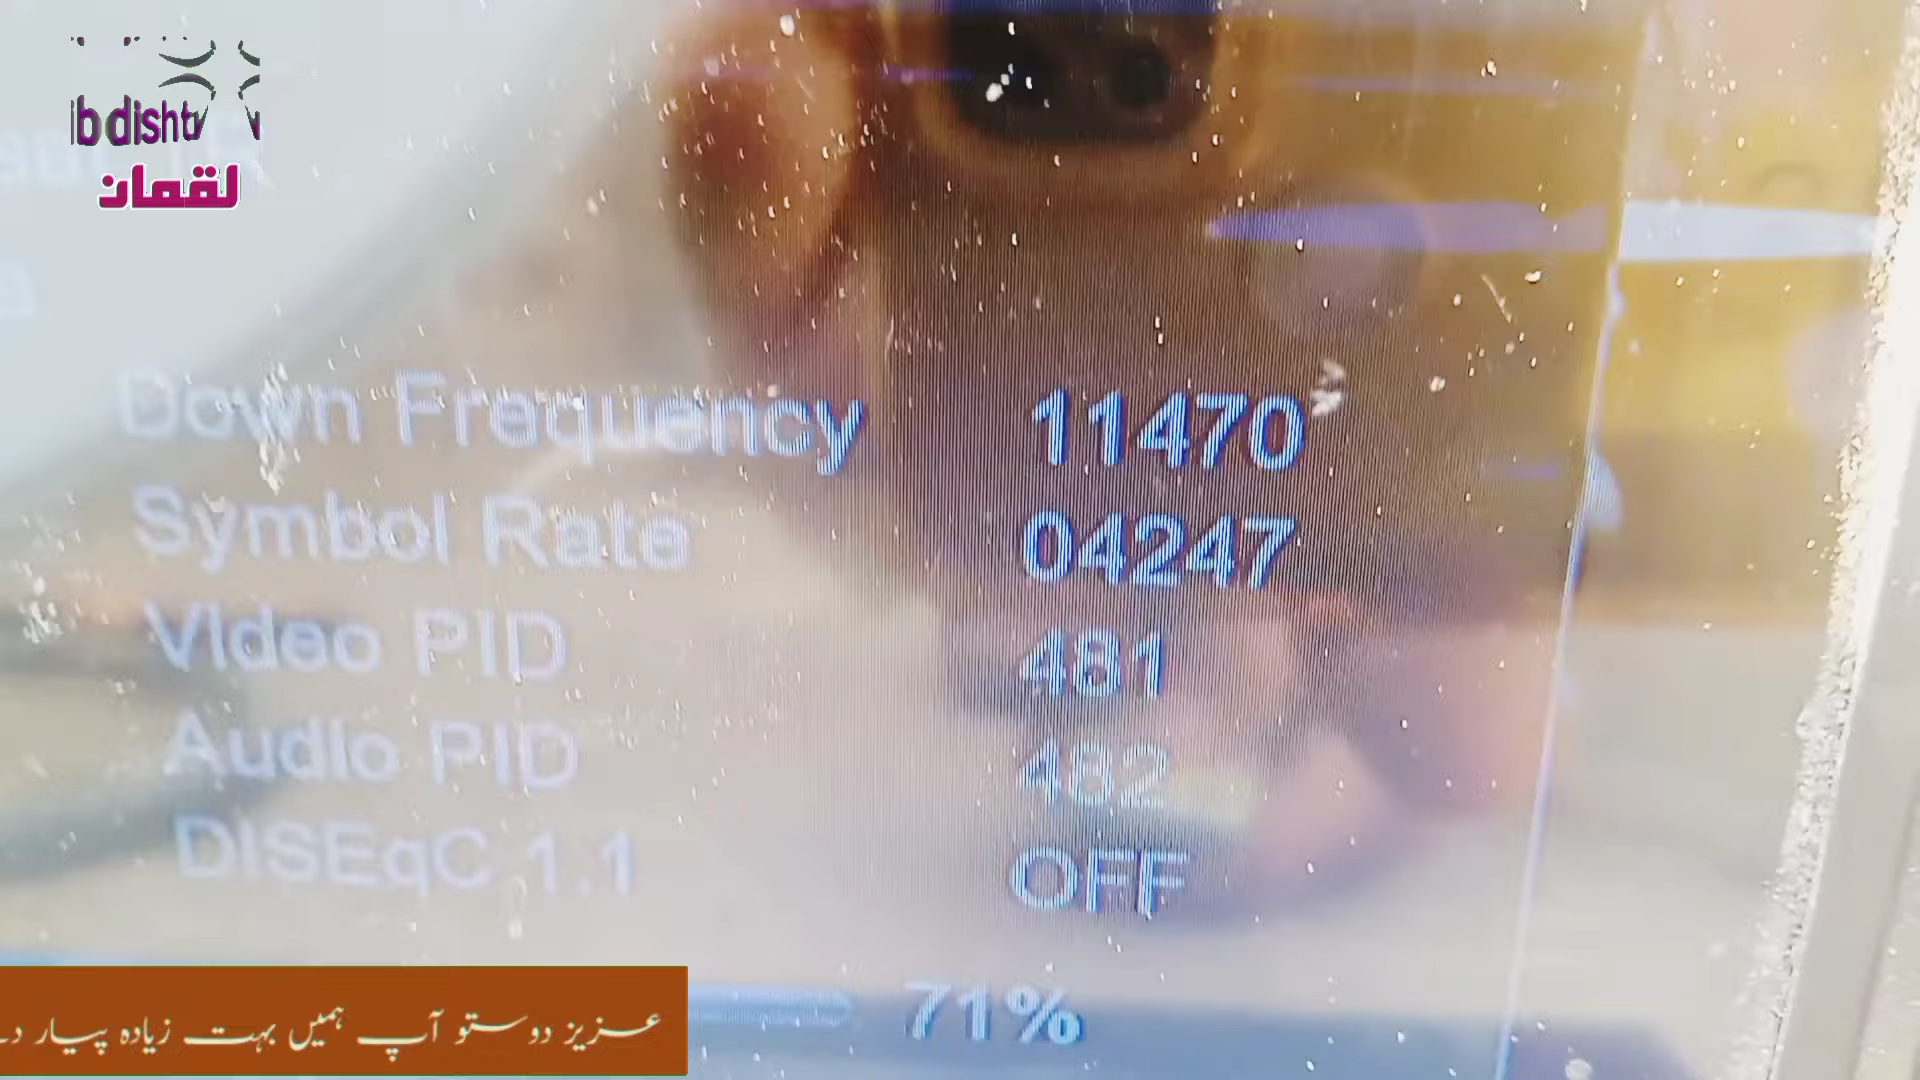 b dishtv
لقمان
Down Frequency 11470
Symbol Rate 04247
Video PID 481
Audio PID 482
DISEqC 1.1 OFF
71%
عزیز دوستو آپ ہمیں بہت زیادہ پیار